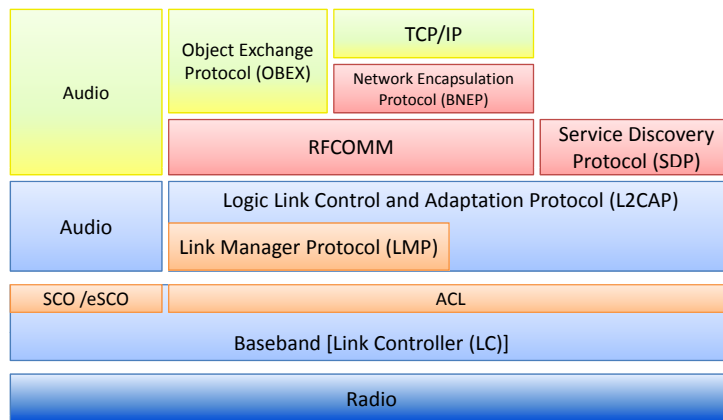 Audio
Object Exchange
Protocol (OBEX)
TCP/IP
Network Encapsulation
Protocol (BNEP)
RFCOMM
Service Discovery
Protocol (SDP)
Audio
Logic Link Control and Adaptation Protocol (L2CAP)
Link Manager Protocol (LMP)
SCO /eSCO
ACL
Baseband [Link Controller (LC)]
Radio